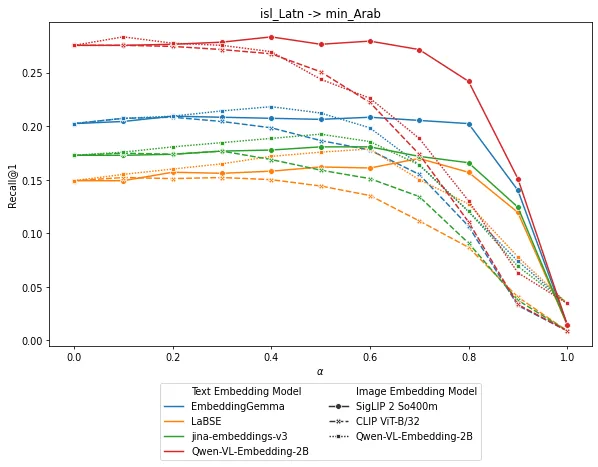 isl_Latn -> min_Arab
Recall@1
0.25
0.20
0.15
0.10
0.05
0.00
0.0 0.2 0.4 0.6 0.8 1.0
α
Text Embedding Model
EmbeddingGemma
LaBSE
jina-embeddings-v3
Qwen-VL-Embedding-2B
Image Embedding Model
SigLIP 2 So400m
CLIP ViT-B/32
Qwen-VL-Embedding-2B